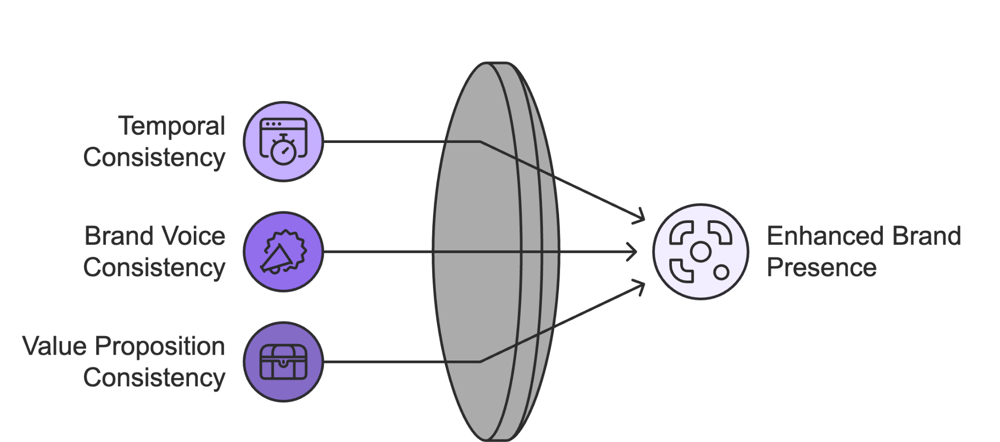 Temporal
Consistency
Brand Voice
Consistency
Value Proposition
Consistency
Enhanced Brand
Presence